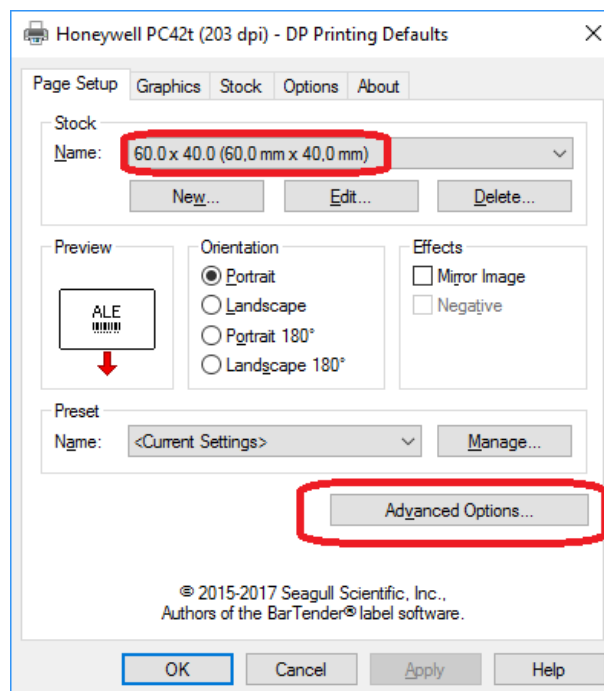 Honeywell PC42t (203 dpi) - DP Printing Defaults
Page Setup Graphics Stock Options About
Stock
Name: 60.0 x 40.0 (60,0 mm x 40,0 mm)
New... Edit... Delete...
Preview
ALE
Orientation
Portrait
Landscape
Portrait 180°
Landscape 180°
Effects
Mirror Image
Negative
Preset
Name: <Current Settings> Manage...
Advanced Options...
© 2015-2017 Seagull Scientific, Inc.,
Authors of the BarTender® label software.
OK Cancel Apply Help